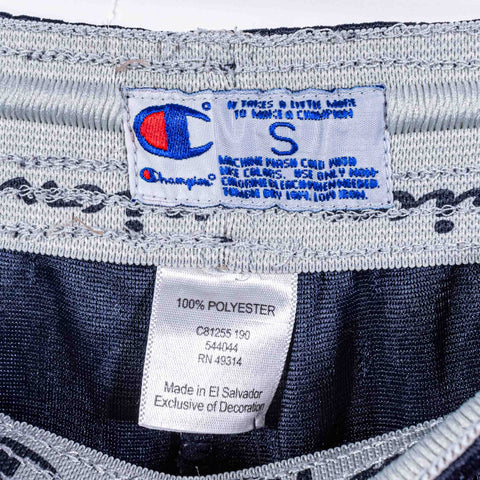 IT TAKES A LITTLE MORE
TO MAKE A CHAMPION
S
Champion
MACHINE WASH COLD WITH
LIKE COLORS. USE ONLY NON-
CHLORINE BLEACH WHEN NEEDED.
TUMBLE DRY LOW. LOW IRON.
100% POLYESTER
C81255 190
544044
RN 49314
Made in El Salvador
Exclusive of Decoration